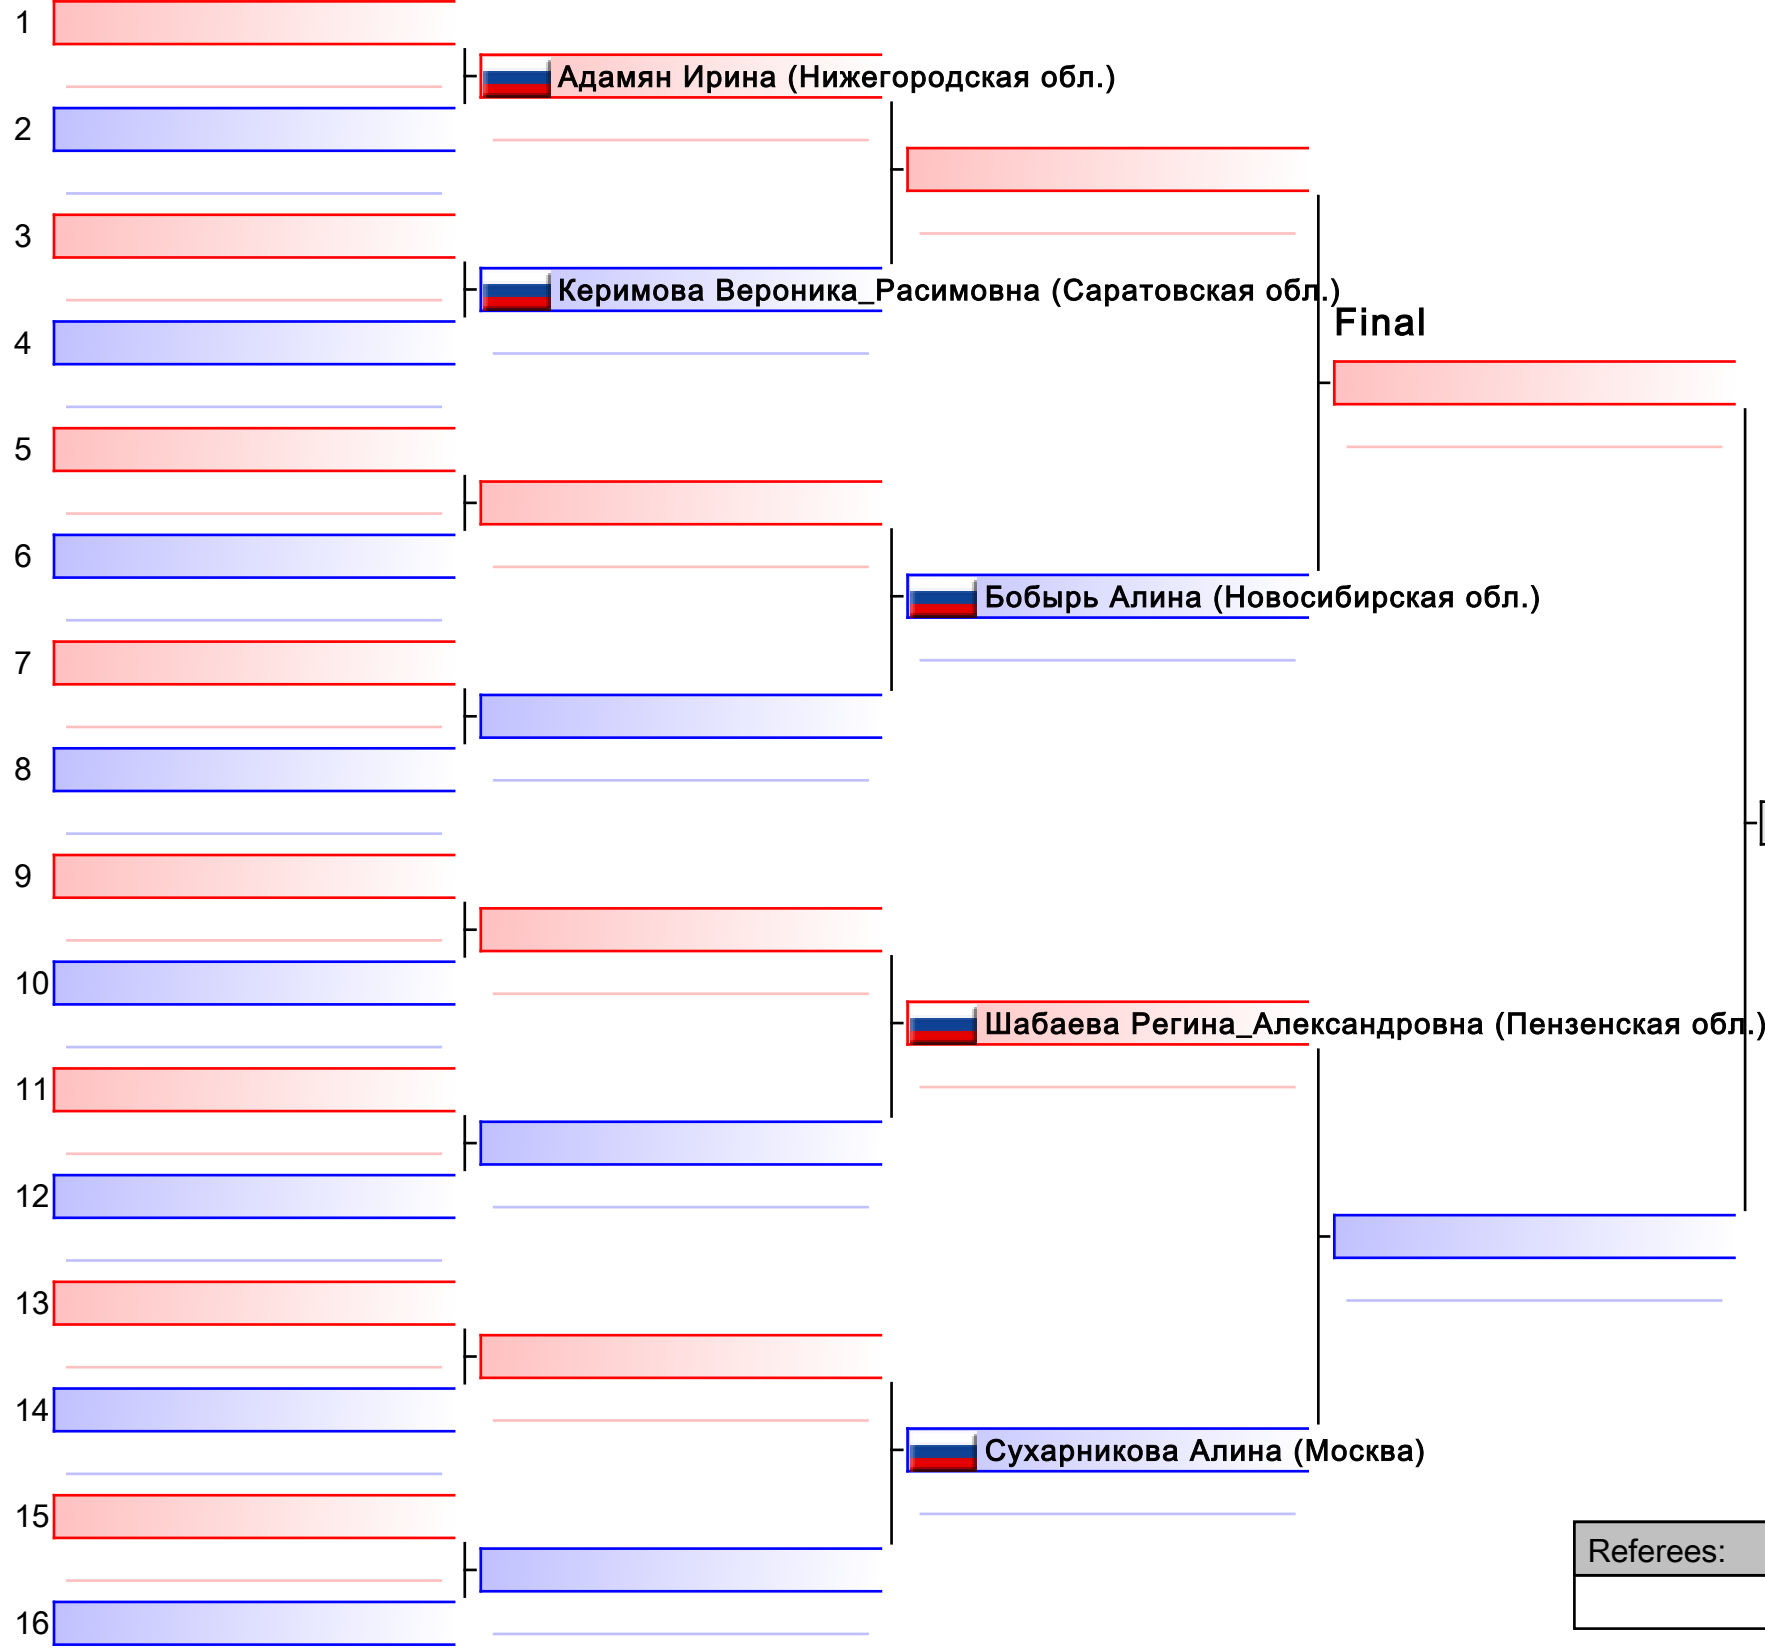 1
Адамян Ирина (Нижегородская обл.)
2
3
Керимова Вероника_Расимовна (Саратовская обл.)
Final
4
5
6
Бобырь Алина (Новосибирская обл.)
7
8
9
10
Шабаева Регина_Александровна (Пензенская обл.)
11
12
13
14
Сухарникова Алина (Москва)
15
Referees:
16